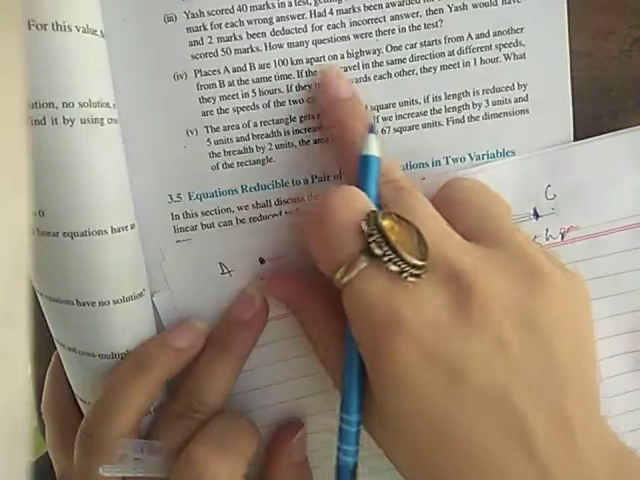 For this value
ution, no solution,
ind it by using
= 0
linear equations have
equations have no solution"
and cross-multipl
(iii) Yash scored 40 marks in a test, getting
mark for each wrong answer. Had 4 marks been awarded
and 2 marks been deducted for each incorrect answer, then Yash would have
scored 50 marks. How many questions were there in the test?
(iv) Places A and B are 100 km apart on a highway. One car starts from A and another
from B at the same time. If the travel in the same direction at different speeds,
they meet in 5 hours. If they towards each other, they meet in 1 hour. What
are the speeds of the two
(v) The area of a rectangle gets square units, if its length is reduced by
5 units and breadth is increased If we increase the length by 3 units and
the breadth by 2 units, the area 67 square units. Find the dimensions
of the rectangle.
3.5 Equations Reducible to a Pair of ations in Two Variables
In this section, we shall discuss the
linear but can be reduced
A